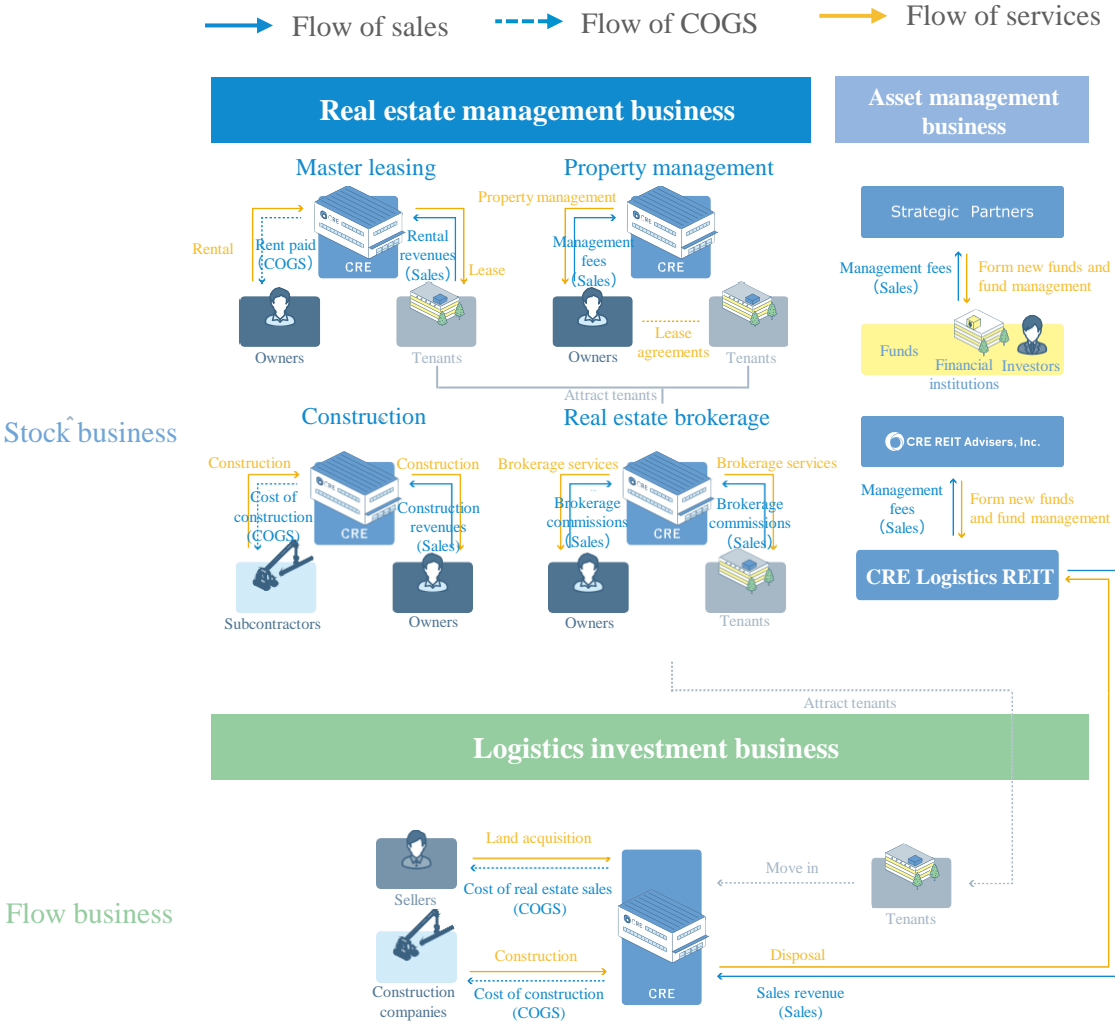 Flow of sales
Flow of COGS
Flow of services
Real estate management business
Asset management
business
Master leasing
Property management
Property management
Strategic Partners
CRE
CRE
Rental
Rent paid
(COGS)
Rental
revenues
(Sales)
Lease
CRE
Management
fees
(Sales)
CRE
Management fees
(Sales)
Form new funds and
fund management
Owners
Tenants
Owners
Lease
agreements
Tenants
Funds
Financial
institutions
Investors
Attract tenants
Stock business
Construction
Real estate brokerage
CRE REIT Advisers, Inc.
Construction
CRE
Construction
Brokerage services
CRE
Brokerage services
Cost of
construction
(COGS)
CRE
Construction
revenues
(Sales)
Brokerage
commissions
(Sales)
CRE
Brokerage
commissions
(Sales)
Management
fees
(Sales)
Form new funds
and fund management
CRE Logistics REIT
Subcontractors
Owners
Owners
Tenants
Attract tenants
Logistics investment business
Flow business
Sellers
Land acquisition
Cost of real estate sales
(COGS)
Move in
Tenants
CRE
Construction
companies
Construction
Cost of construction
(COGS)
CRE
Disposal
Sales revenue
(Sales)